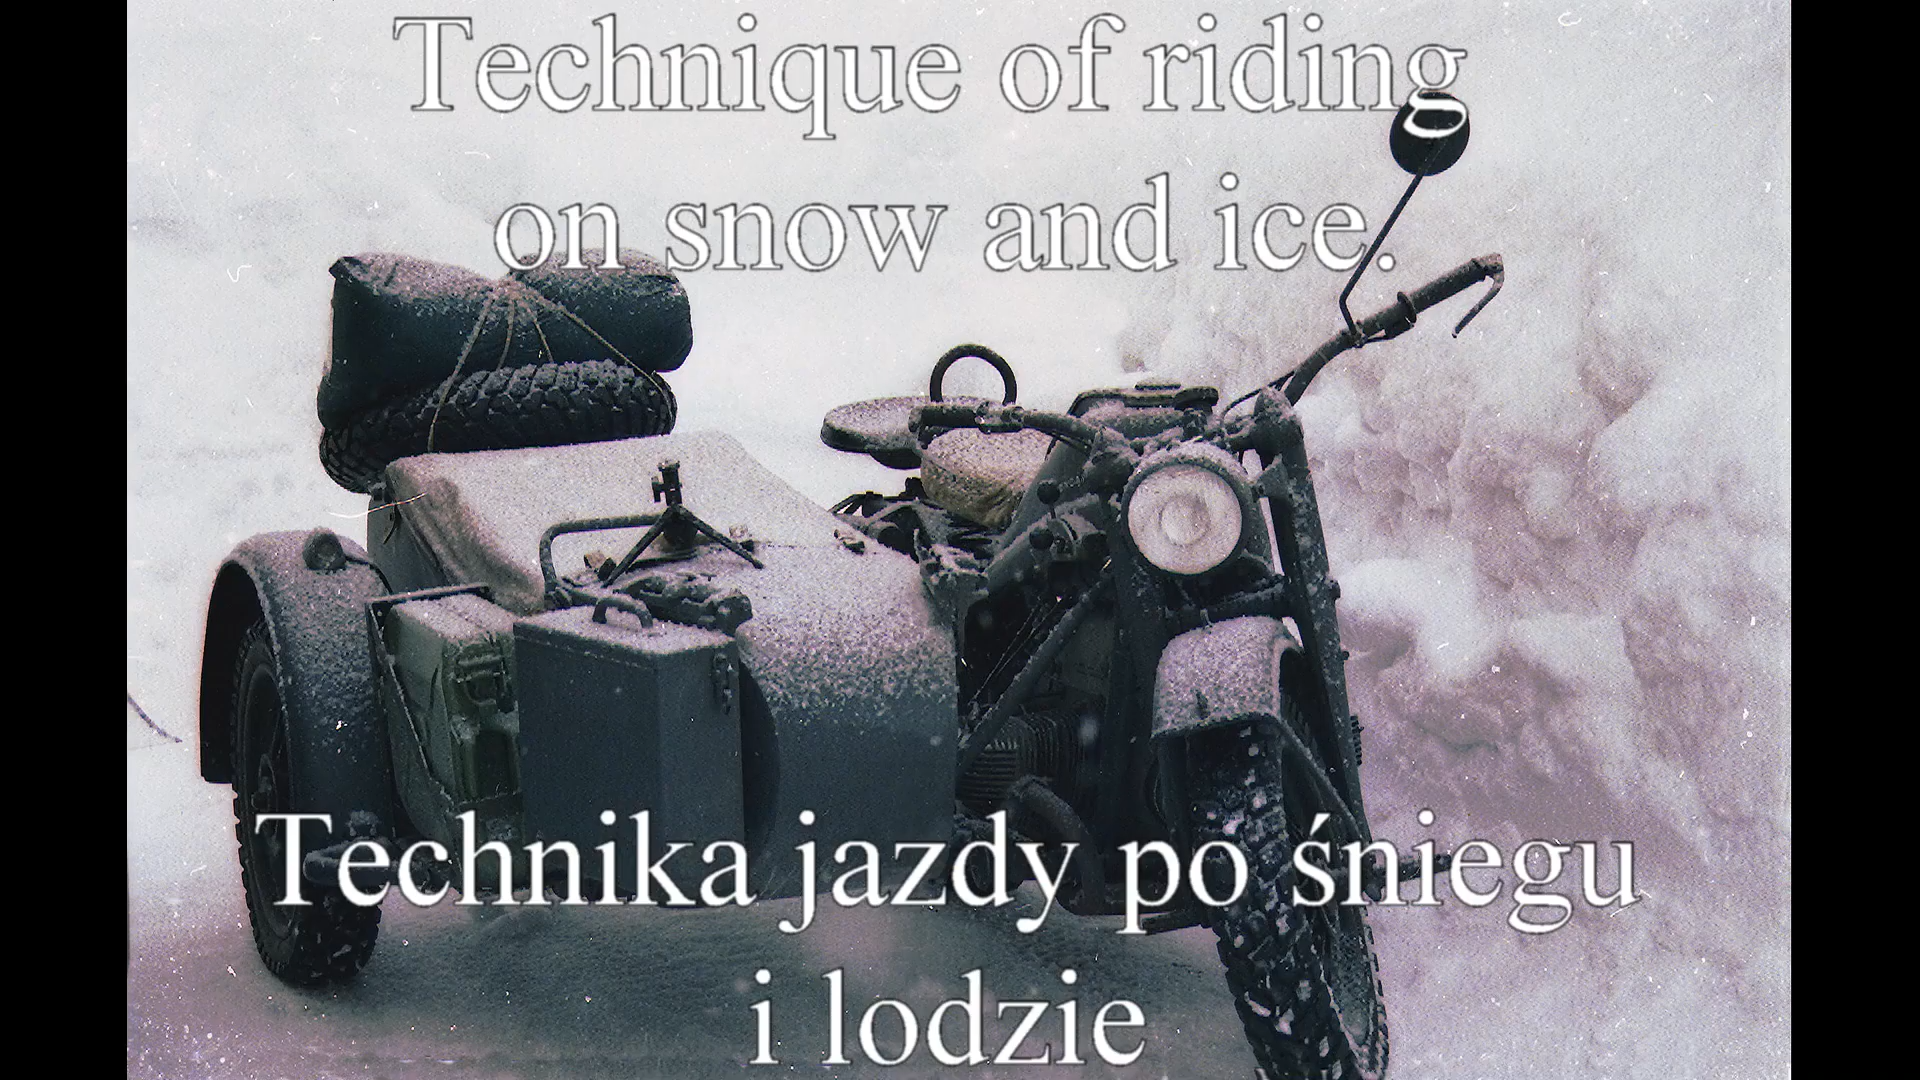 Technique of riding
on snow and ice.
Technika jazdy po śniegu
i lodzie